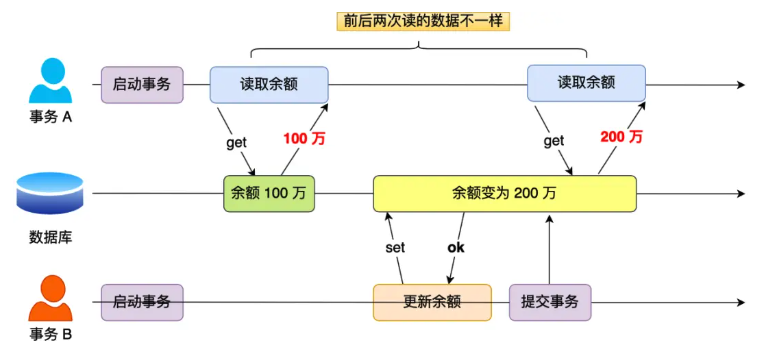 前后两次读的数据不一样
启动事务
读取余额
读取余额
事务 A
get
100 万
get
200 万
余额 100 万
余额变为 200 万
数据库
set
ok
启动事务
更新余额
提交事务
事务 B